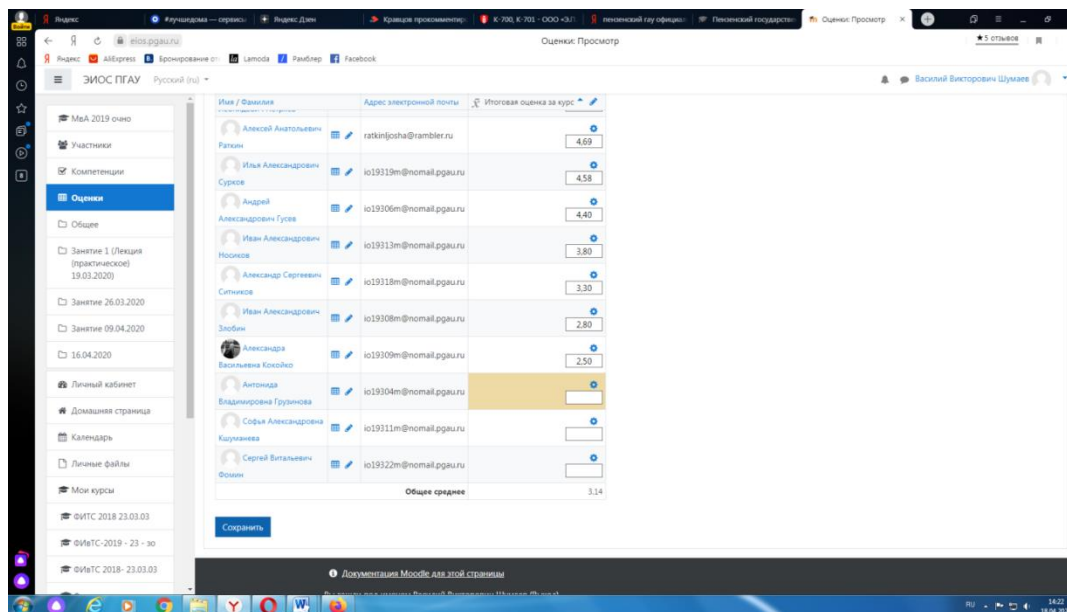 Яндекс
#лучшедома — сервисы
Яндекс Дзен
Кравцов прокомментир
К-700, К-701 - ООО «З
пензенский гау официал
Пензенский государствен
Оценки: Просмотр
eios.pgau.ru
Оценки: Просмотр
★5 отзывов
Яндекс
AliExpress
Бронирование от
Lamoda
Рамблер
Facebook
ЭИОС ПГАУ
Русский (ru)
Василий Викторович Шумаев
МвА 2019 очно
Участники
Компетенции
Оценки
Общее
Занятие 1 (Лекция
(практическое)
19.03.2020)
Занятие 26.03.2020
Занятие 09.04.2020
16.04.2020
Личный кабинет
Домашняя страница
Календарь
Личные файлы
Мои курсы
ФИТС 2018 23.03.03
ФИвТС-2019 - 23 - зо
ФИвТС 2018- 23.03.03
Имя / Фамилия
Адрес электронной почты
Итоговая оценка за курс
Алексей Анатольевич
Раткин
ratkinljosha@rambler.ru
4,69
Илья Александрович
Сурков
io19319m@nomail.pgau.ru
4,58
Андрей
Александрович Гусев
io19306m@nomail.pgau.ru
4,40
Иван Александрович
Носиков
io19313m@nomail.pgau.ru
3,80
Александр Сергеевич
Ситников
io19318m@nomail.pgau.ru
3,30
Иван Александрович
Злобин
io19308m@nomail.pgau.ru
2,80
Александра
Васильевна Кокойко
io19309m@nomail.pgau.ru
2,50
Антонида
Владимировна Грузинова
io19304m@nomail.pgau.ru
Софья Александровна
Кшуманева
io19311m@nomail.pgau.ru
Сергей Витальевич
Фомин
io19322m@nomail.pgau.ru
Общее среднее
3,14
Сохранить
Документация Moodle для этой страницы
RU
14:22